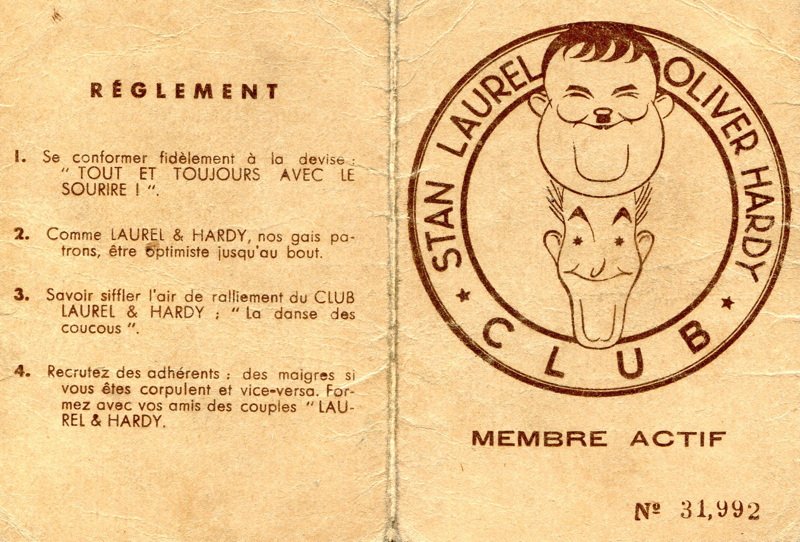 RÉGLEMENT
1. Se conformer fidèlement à la devise :
" TOUT ET TOUJOURS AVEC LE
SOURIRE ! ".
2. Comme LAUREL & HARDY, nos gais pa-
trons, être optimiste jusqu'au bout.
3. Savoir siffler l'air de ralliement du CLUB
LAUREL & HARDY ; " La danse des
coucous ".
4. Recrutez des adhérents : des maigres si
vous êtes corpulent et vice-versa. For-
mez avec vos amis des couples " LAU-
REL & HARDY.
STAN LAUREL OLIVER HARDY
★ CLUB ★
MEMBRE ACTIF
Nº 31,992